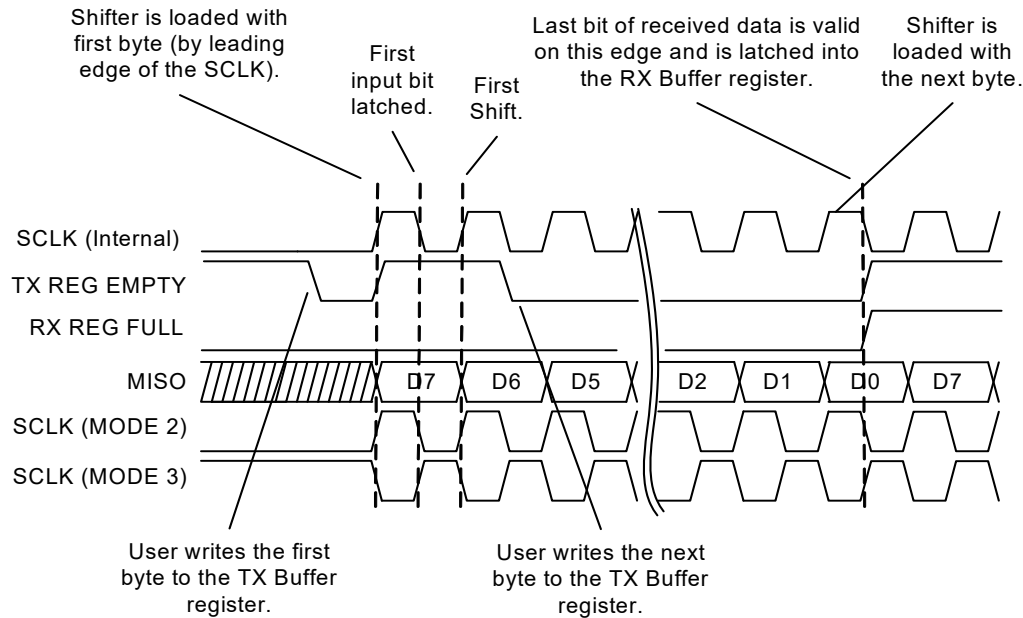 Shifter is loaded with
first byte (by leading
edge of the SCLK).
First
input bit
latched.
First
Shift.
Last bit of received data is valid
on this edge and is latched into
the RX Buffer register.
Shifter is
loaded with
the next byte.
SCLK (Internal)
TX REG EMPTY
RX REG FULL
MISO
D7 D6 D5 D2 D1 D0 D7
SCLK (MODE 2)
SCLK (MODE 3)
User writes the first
byte to the TX Buffer
register.
User writes the next
byte to the TX Buffer
register.